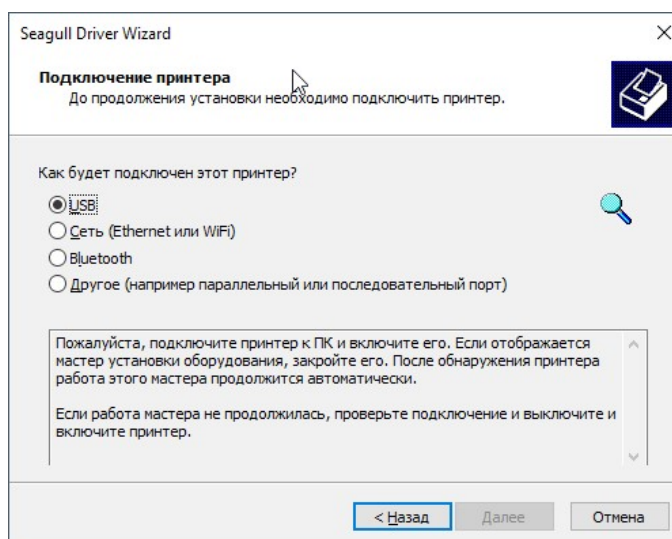 Seagull Driver Wizard
Подключение принтера
До продолжения установки необходимо подключить принтер.
Как будет подключен этот принтер?
USB
Сеть (Ethernet или WiFi)
Bluetooth
Другое (например параллельный или последовательный порт)
Пожалуйста, подключите принтер к ПК и включите его. Если отображается
мастер установки оборудования, закройте его. После обнаружения принтера
работа этого мастера продолжится автоматически.
Если работа мастера не продолжилась, проверьте подключение и выключите и
включите принтер.
< Назад
Далее
Отмена